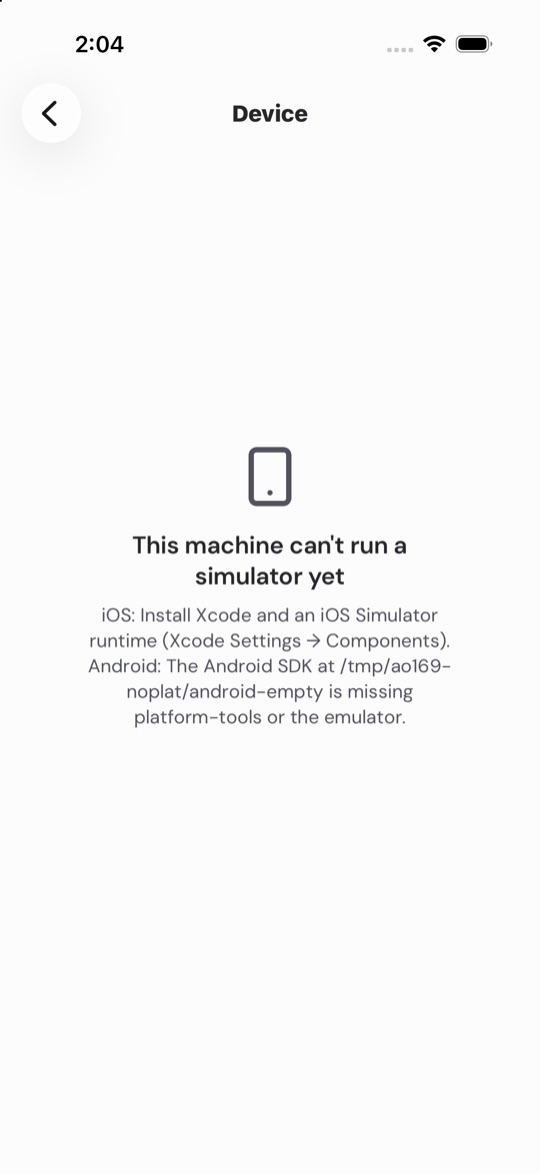 2:04
Device
This machine can't run a
simulator yet
iOS: Install Xcode and an iOS Simulator
runtime (Xcode Settings → Components).
Android: The Android SDK at /tmp/ao169-
noplat/android-empty is missing
platform-tools or the emulator.